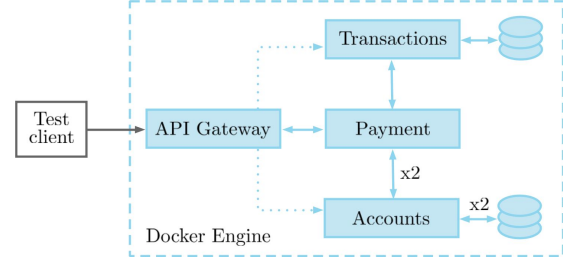 Transactions
Test
client
API Gateway
Payment
x2
x2
Accounts
Docker Engine